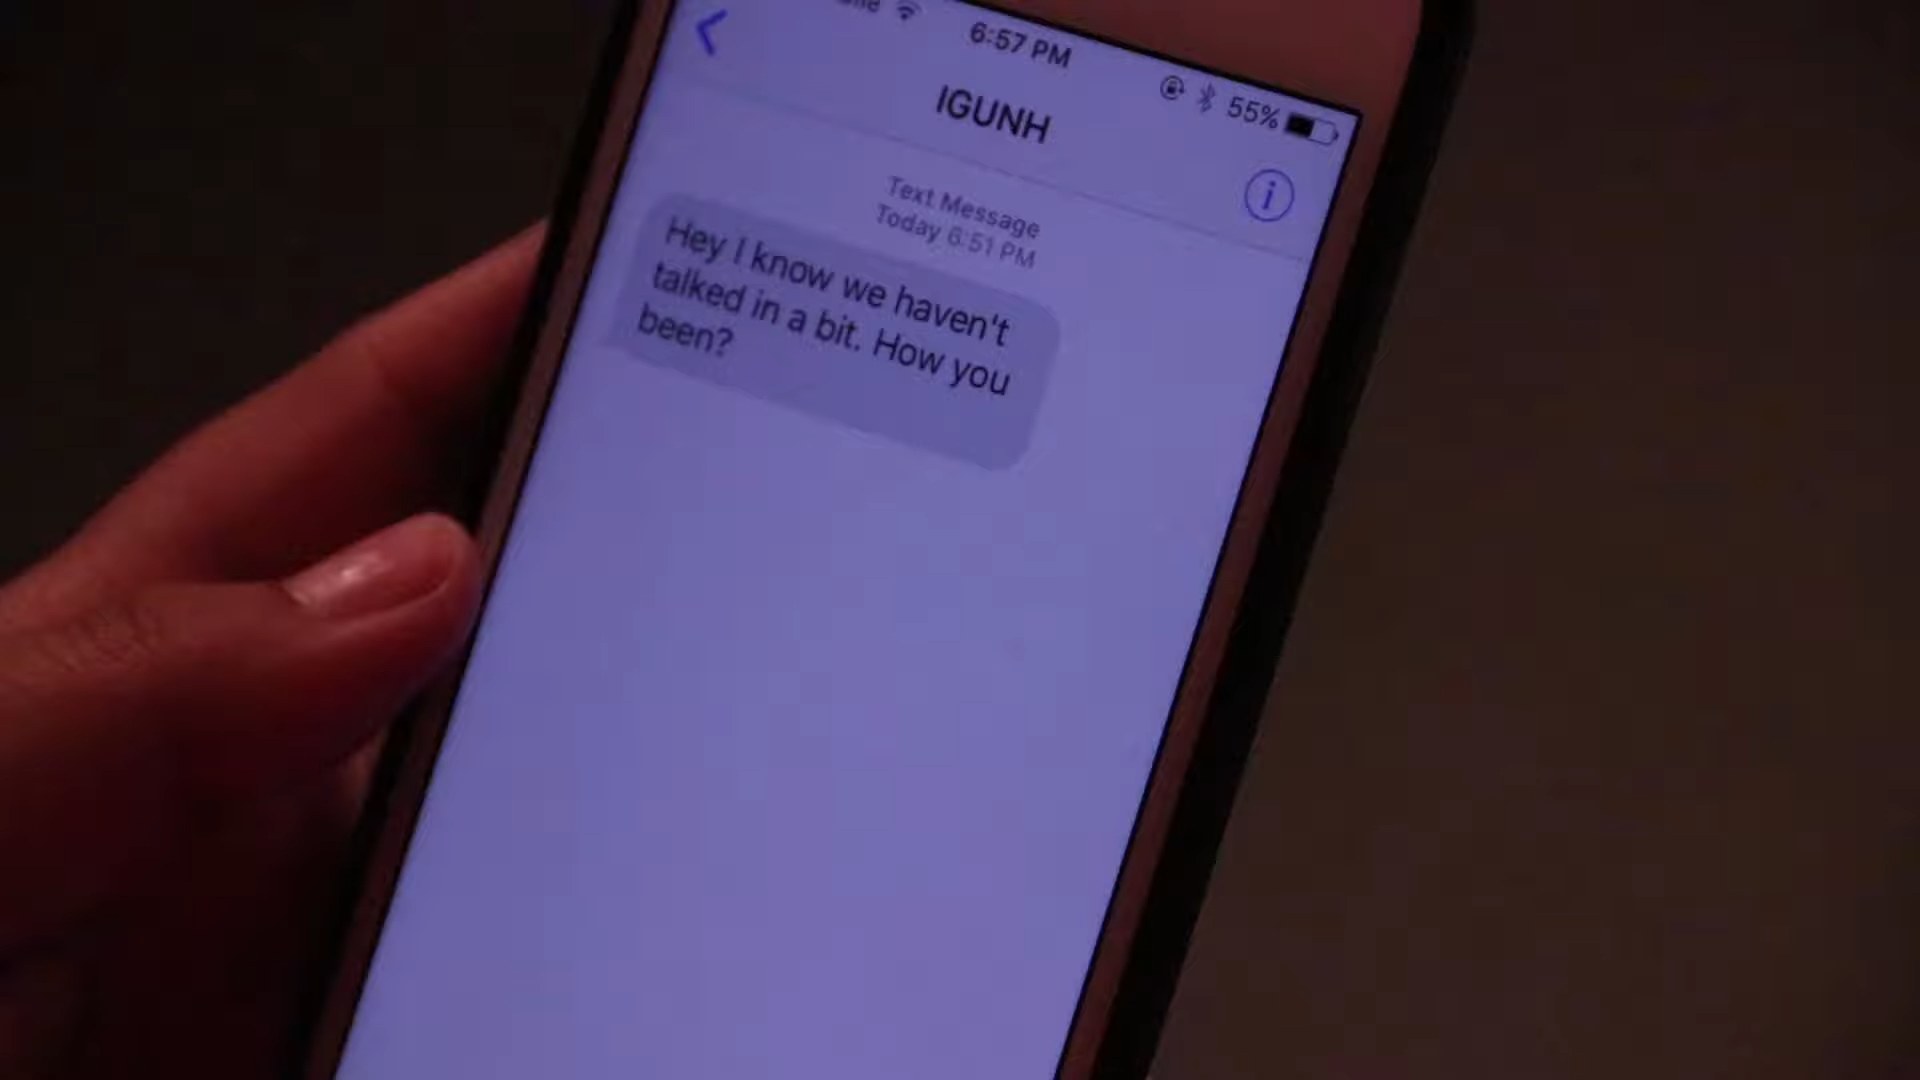 6:57 PM
55%
IGUNH
Text Message
Today 6:51 PM
Hey I know we haven't
talked in a bit. How you
been?